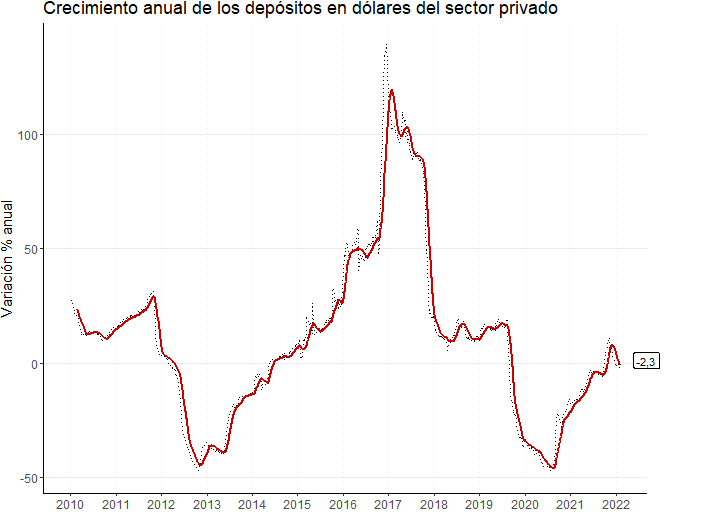 Crecimiento anual de los depósitos en dólares del sector privado
Variación % anual
100
50
0
-50
-2,3
2010 2011 2012 2013 2014 2015 2016 2017 2018 2019 2020 2021 2022